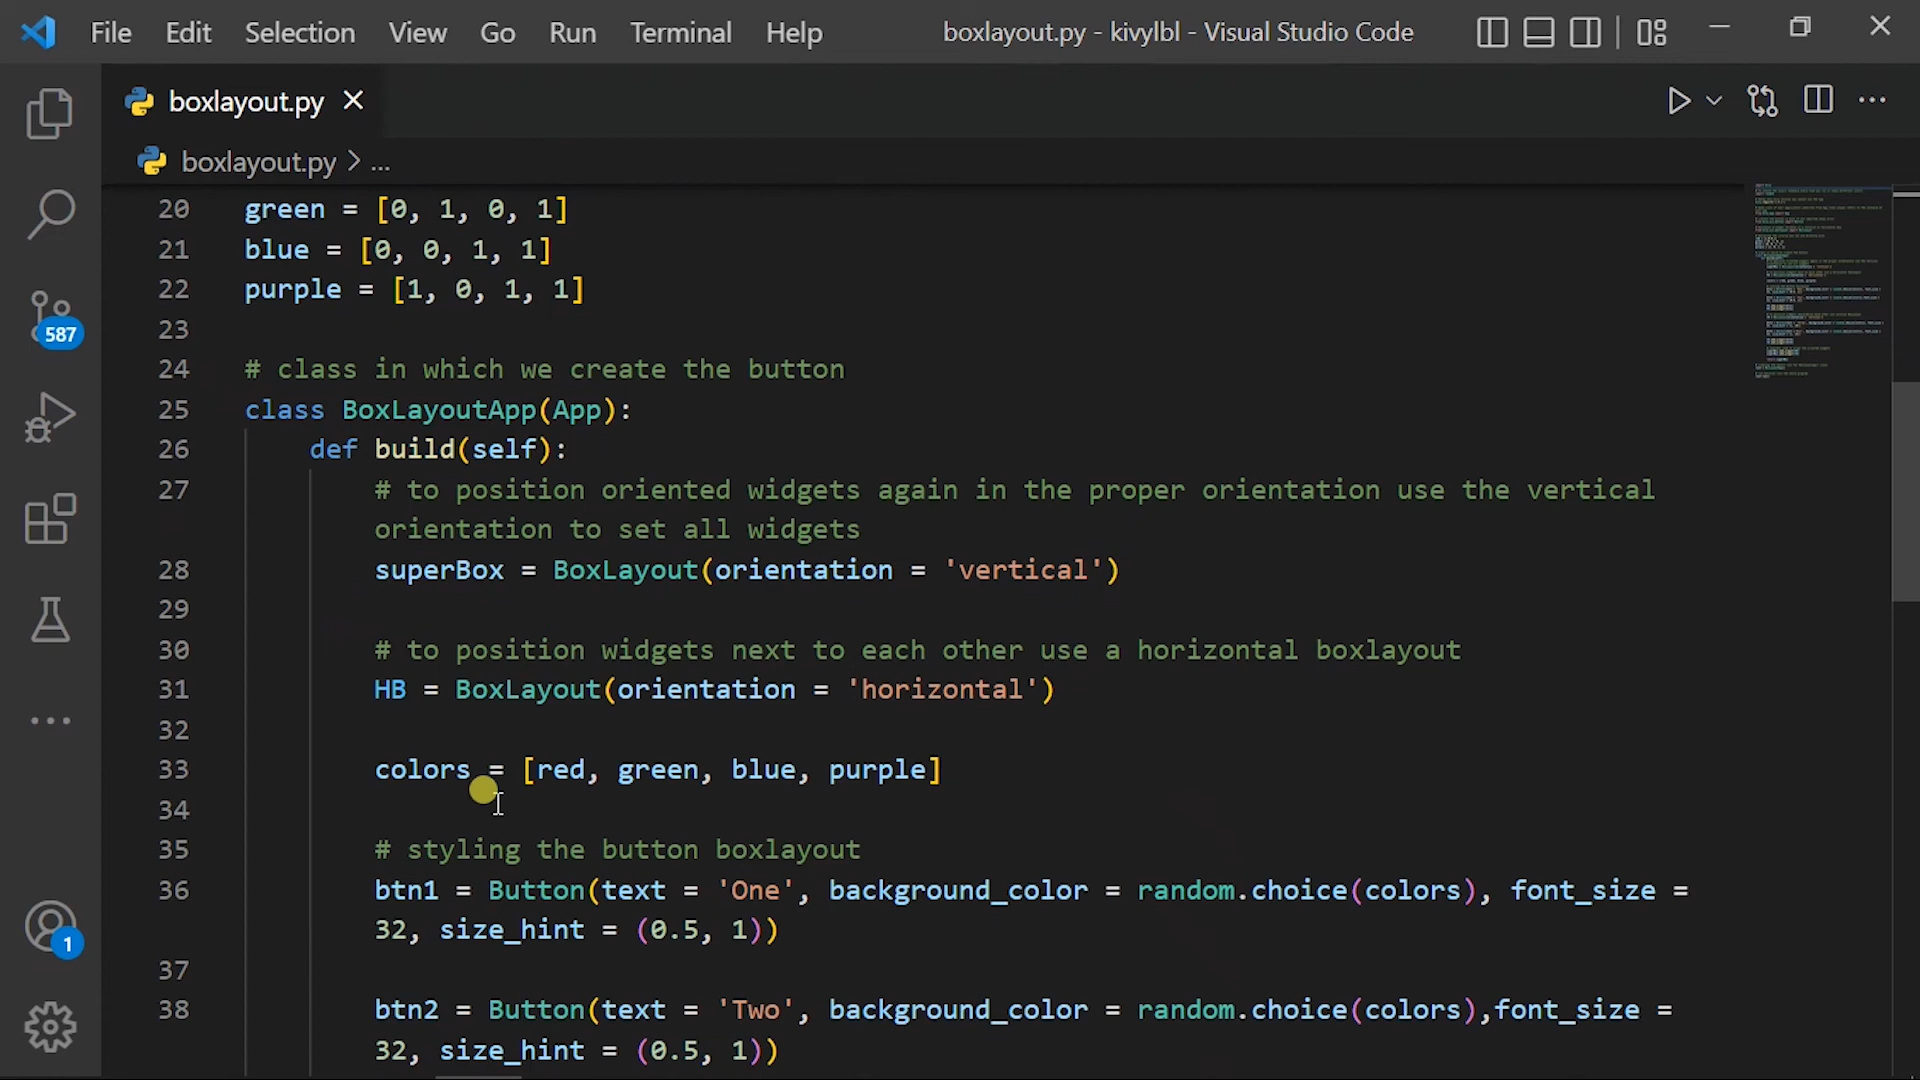 File Edit Selection View Go Run Terminal Help boxlayout.py - kivylbl - Visual Studio Code
boxlayout.py
boxlayout.py > ...
20 green = [0, 1, 0, 1]
21 blue = [0, 0, 1, 1]
22 purple = [1, 0, 1, 1]
23
24 # class in which we create the button
25 class BoxLayoutApp(App):
26 def build(self):
27 # to position oriented widgets again in the proper orientation use the vertical
orientation to set all widgets
28 superBox = BoxLayout(orientation = 'vertical')
29
30 # to position widgets next to each other use a horizontal boxlayout
31 HB = BoxLayout(orientation = 'horizontal')
32
33 colors = [red, green, blue, purple]
34
35 # styling the button boxlayout
36 btn1 = Button(text = 'One', background_color = random.choice(colors), font_size =
32, size_hint = (0.5, 1))
37
38 btn2 = Button(text = 'Two', background_color = random.choice(colors),font_size =
32, size_hint = (0.5, 1))
587
1